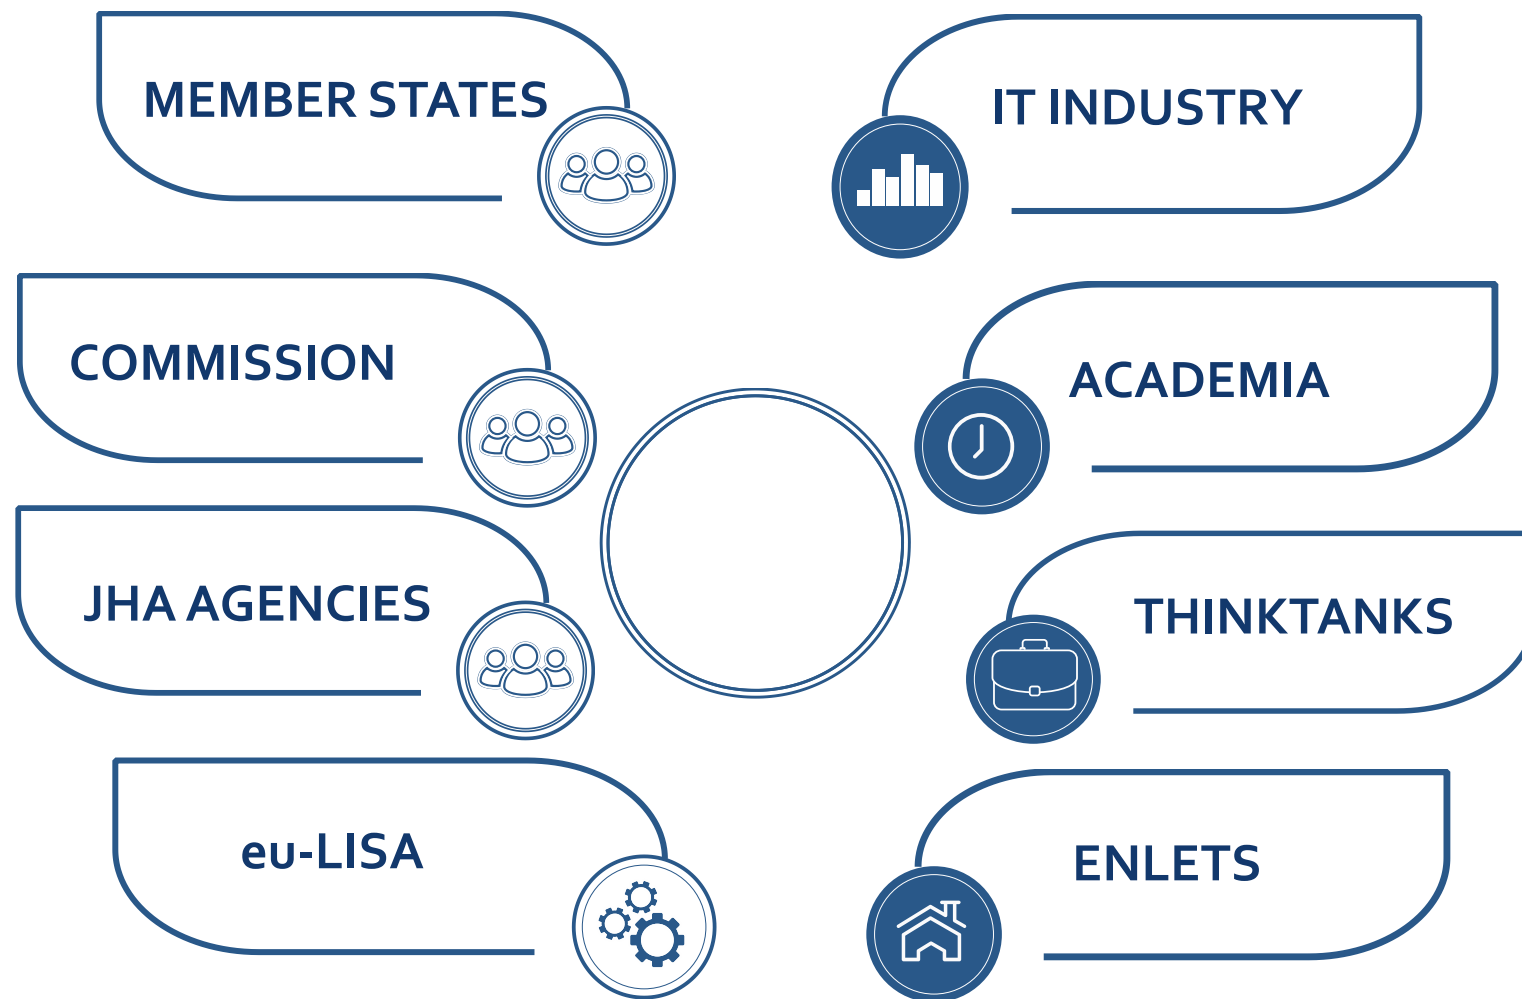 MEMBER STATES
IT INDUSTRY
COMMISSION
ACADEMIA
JHA AGENCIES
THINKTANKS
eu-LISA
ENLETS